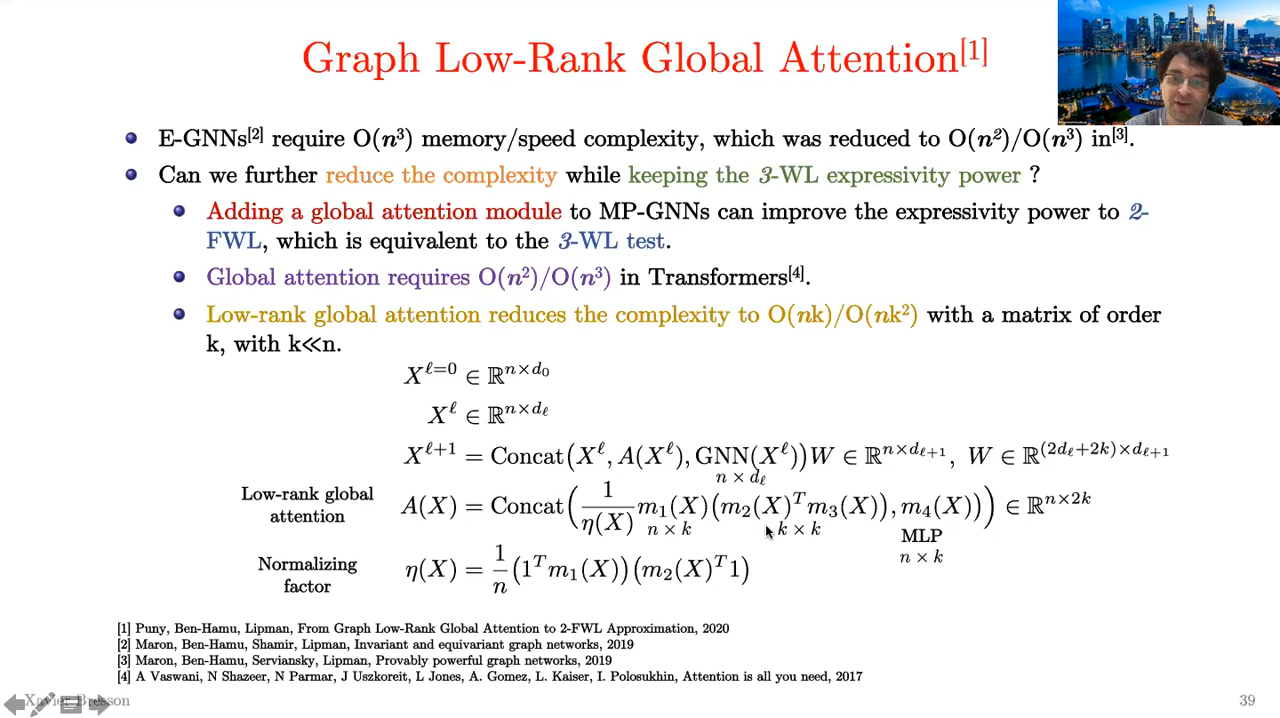 Graph Low-Rank Global Attention[1]
E-GNNs[2] require O(n³) memory/speed complexity, which was reduced to O(n²)/O(n³) in[3].
Can we further reduce the complexity while keeping the 3-WL expressivity power ?
Adding a global attention module to MP-GNNs can improve the expressivity power to 2-
FWL, which is equivalent to the 3-WL test.
Global attention requires O(n²)/O(n³) in Transformers[4].
Low-rank global attention reduces the complexity to O(nk)/O(nk²) with a matrix of order
k, with k≪n.
X^{ℓ=0} ∈ ℝ^{n×d_0}
X^ℓ ∈ ℝ^{n×d_ℓ}
X^{ℓ+1} = Concat(X^ℓ, A(X^ℓ), GNN(X^ℓ))W ∈ ℝ^{n×d_{ℓ+1}}, W ∈ ℝ^{(2d_ℓ+2k)×d_{ℓ+1}}
n × d_ℓ
Low-rank global
attention
A(X) = Concat(1/η(X) m_1(X)(m_2(X)^T m_3(X)), m_4(X))) ∈ ℝ^{n×2k}
n × k
k × k
MLP
n × k
Normalizing
factor
η(X) = 1/n (1^T m_1(X))(m_2(X)^T 1)
[1] Puny, Ben-Hamu, Lipman, From Graph Low-Rank Global Attention to 2-FWL Approximation, 2020
[2] Maron, Ben-Hamu, Shamir, Lipman, Invariant and equivariant graph networks, 2019
[3] Maron, Ben-Hamu, Serviansky, Lipman, Provably powerful graph networks, 2019
[4] A Vaswani, N Shazeer, N Parmar, J Uszkoreit, L Jones, A. Gomez, L. Kaiser, I. Polosukhin, Attention is all you need, 2017
Xavier Bresson
39